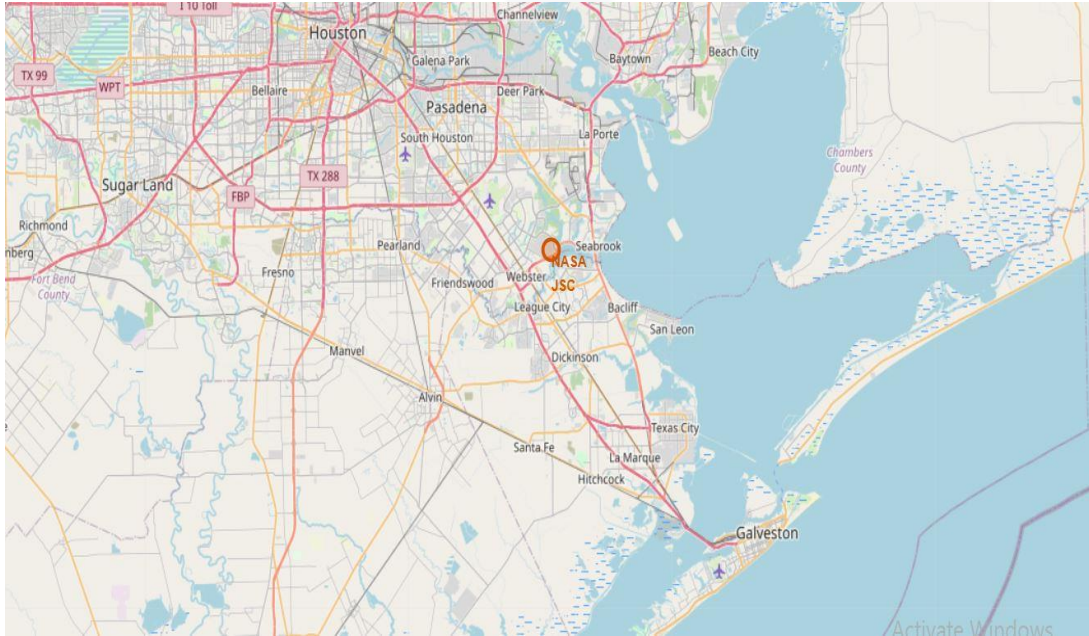 I 10 Toll
Channelview
Houston
Beach City
Galena Park
Baytown
TX 99
WPT
Bellaire
Deer Park
Pasadena
South Houston
La Porte
Chambers
County
TX 288
Sugar Land
FBP
Richmond
Pearland
Seabrook
nberg
NASA
Fresno
Webster
Fort Bend
County
Friendswood
JSC
League City
Bacliff
San Leon
Manvel
Dickinson
Alvin
Texas City
Santa Fe
La Marque
Hitchcock
Galveston
Activate Windows